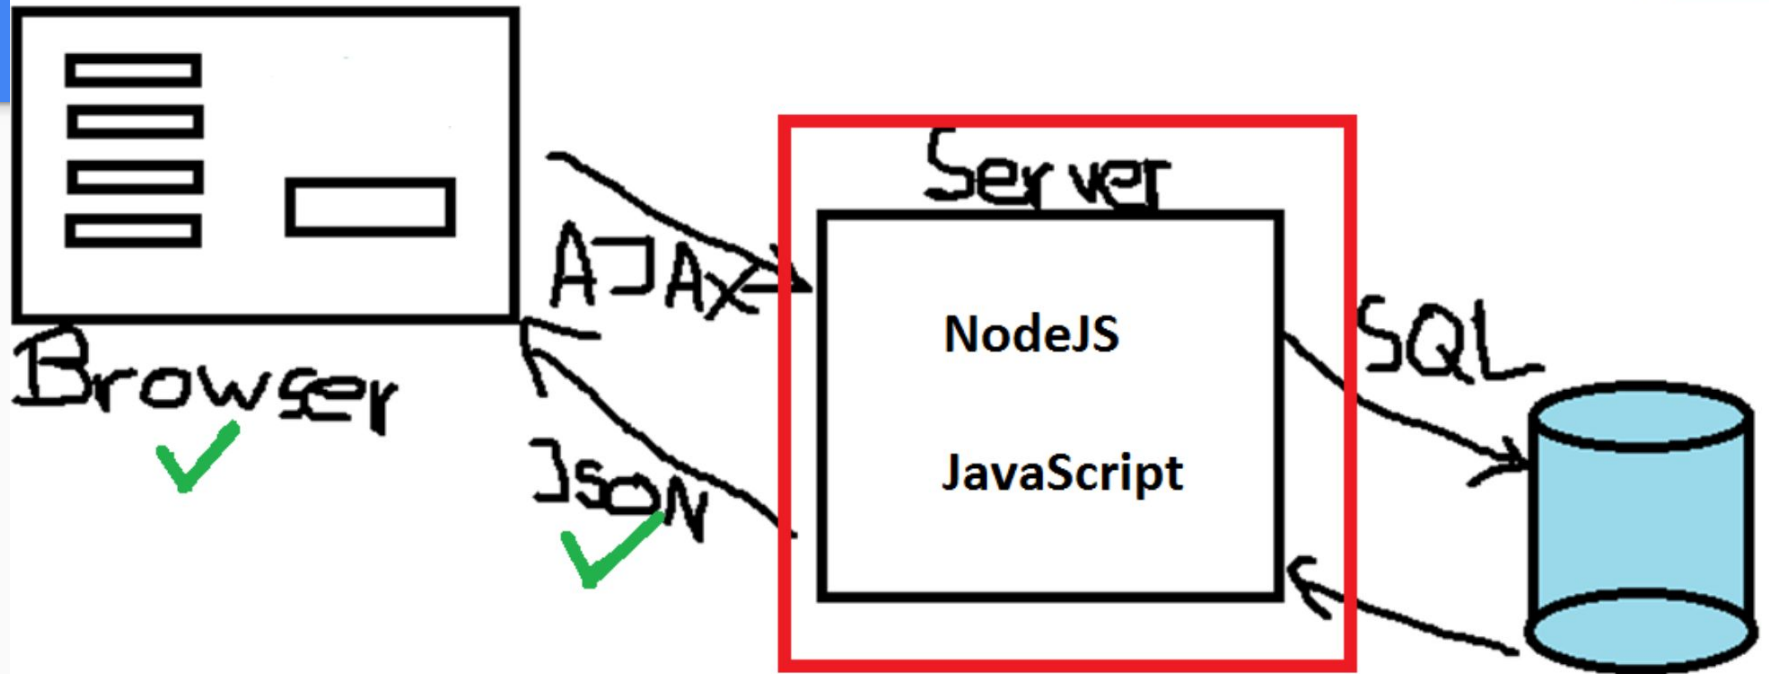 Server
AJAX
NodeJS
SQL
Browser
JSON
JavaScript